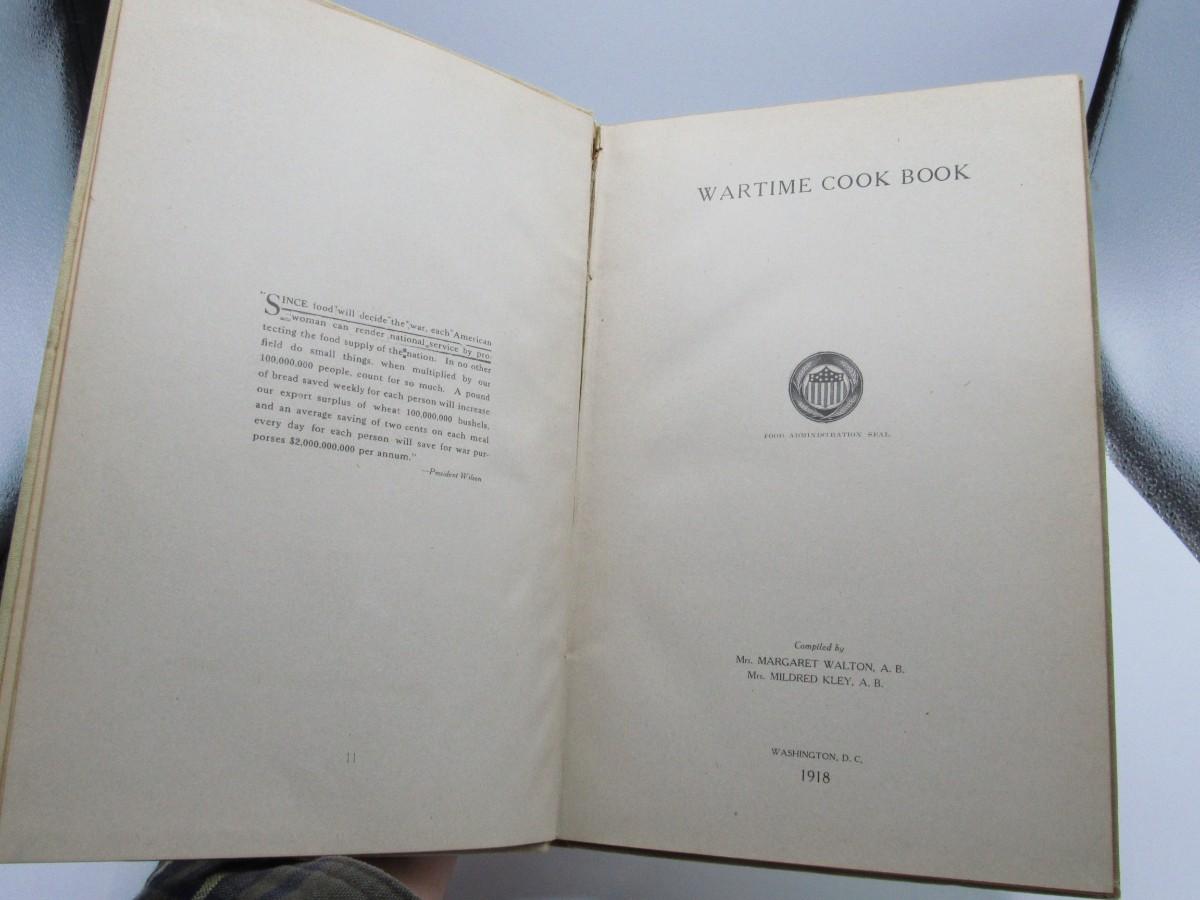 "SINCE food will decide the war, each American
woman can render national service by pro-
tecting the food supply of the nation. In no other
field do small things, when multiplied by our
100,000,000 people, count for so much. A pound
of bread saved weekly for each person will increase
our export surplus of wheat 100,000,000 bushels,
and an average saving of two cents on each meal
every day for each person will save for war pur-
poses $2,000,000,000 per annum."
—President Wilson
11
WARTIME COOK BOOK
FOOD ADMINISTRATION SEAL
Compiled by
Mrs. MARGARET WALTON, A. B.
Mrs. MILDRED KLEY, A. B.
WASHINGTON, D. C.
1918